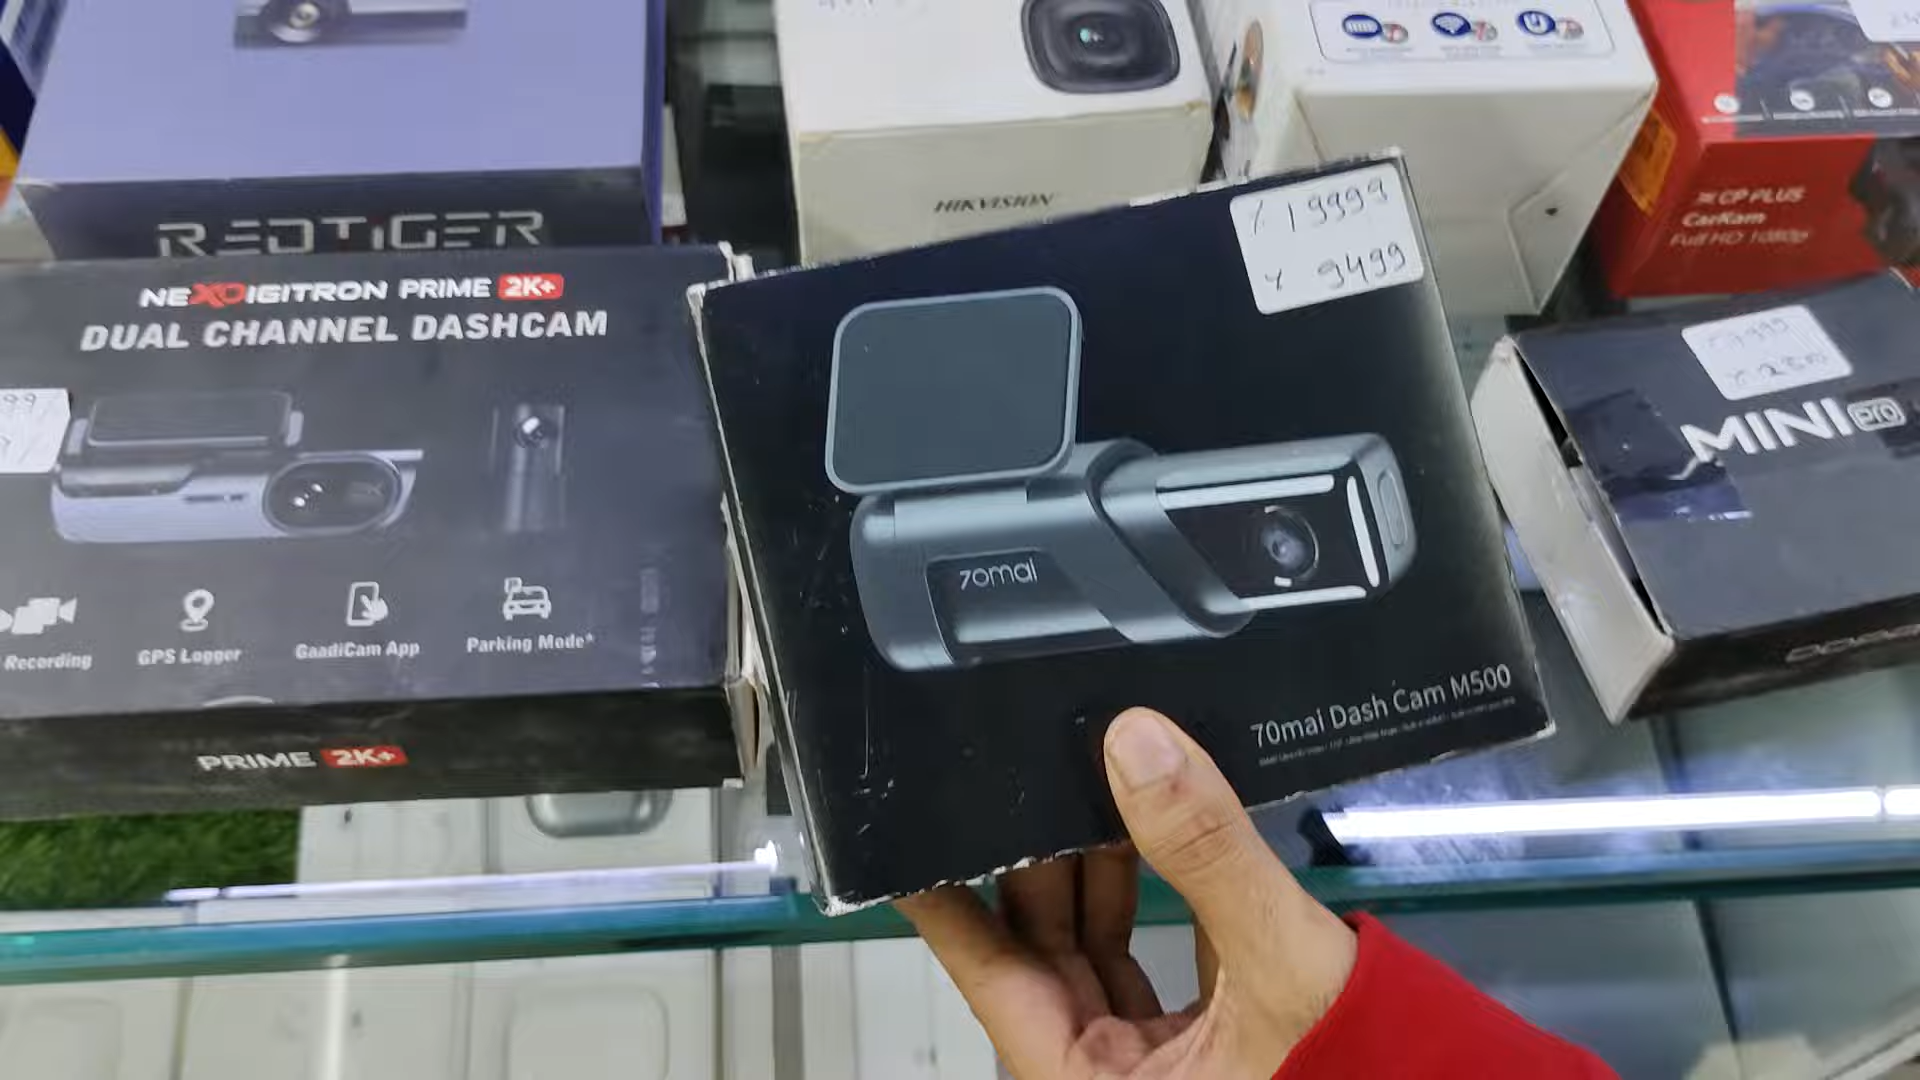 REDTIGER
HIKVISION
CP PLUS
CarKam
Full HD 1080p
NEXDIGITRON PRIME 2K+
DUAL CHANNEL DASHCAM
Recording
GPS Logger
GaadiCam App
Parking Mode*
PRIME 2K+
19999
9499
70mai
70mai Dash Cam M500
MINI Pro